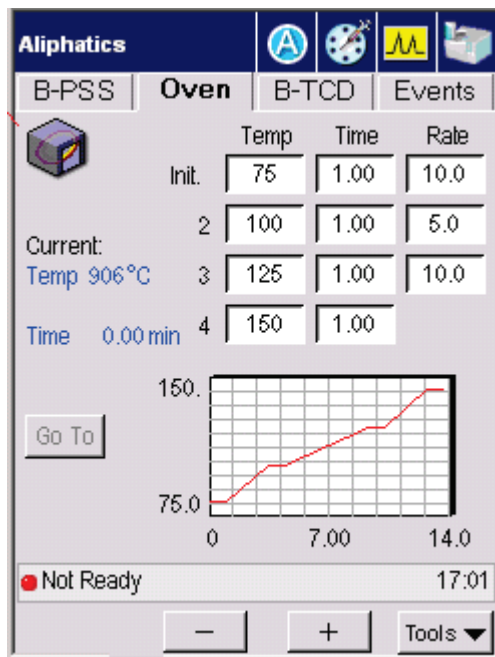 Aliphatics A
B-PSS Oven B-TCD Events
Temp Time Rate
Init. 75 1.00 10.0
2 100 1.00 5.0
Current:
Temp 906°C 3 125 1.00 10.0
Time 0.00 min 4 150 1.00
150.
Go To
75.0
0 7.00 14.0
Not Ready 17:01
− + Tools